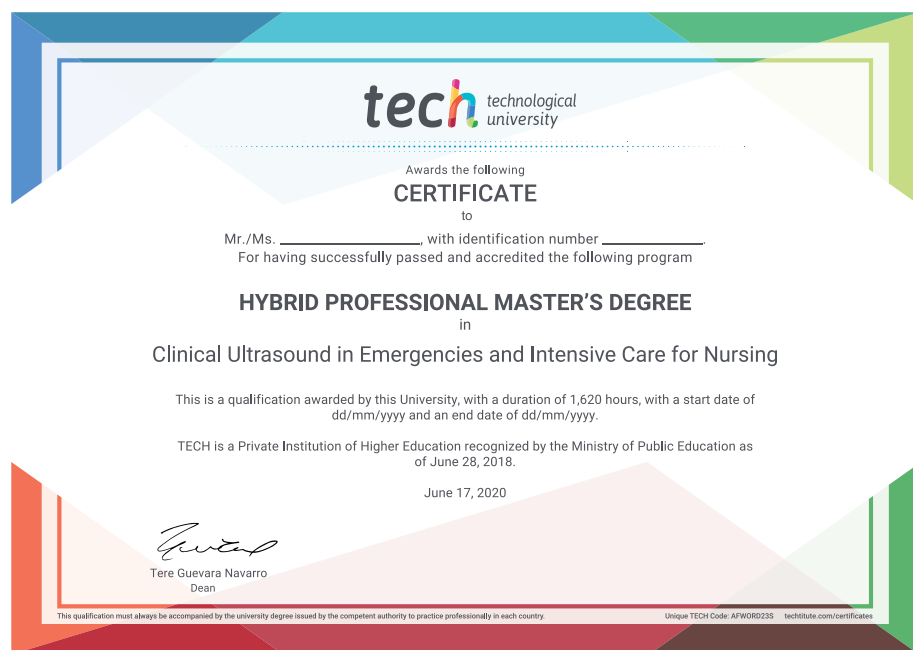 tech technological
university
Awards the following
CERTIFICATE
to
Mr./Ms. ____________________, with identification number ______________.
For having successfully passed and accredited the following program
HYBRID PROFESSIONAL MASTER'S DEGREE
in
Clinical Ultrasound in Emergencies and Intensive Care for Nursing
This is a qualification awarded by this University, with a duration of 1,620 hours, with a start date of
dd/mm/yyyy and an end date of dd/mm/yyyy.
TECH is a Private Institution of Higher Education recognized by the Ministry of Public Education as
of June 28, 2018.
June 17, 2020
Tere Guevara Navarro
Dean
This qualification must always be accompanied by the university degree issued by the competent authority to practice professionally in each country.
Unique TECH Code: AFWORD23S techtitute.com/certificates